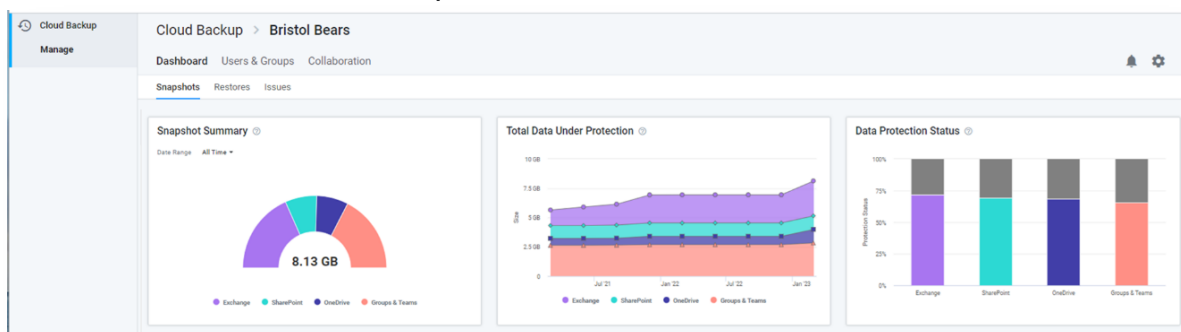 Cloud Backup
Manage
Cloud Backup > Bristol Bears
Dashboard Users & Groups Collaboration
Snapshots Restores Issues
Snapshot Summary
Date Range All Time
8.13 GB
Exchange SharePoint OneDrive Groups & Teams
Total Data Under Protection
10 GB
7.5 GB
5 GB
2.5 GB
0
Size
Jul '21 Jan '22 Jul '22 Jan '23
Exchange SharePoint OneDrive Groups & Teams
Data Protection Status
100%
75%
50%
25%
0%
Protection Status
Exchange SharePoint OneDrive Groups & Teams